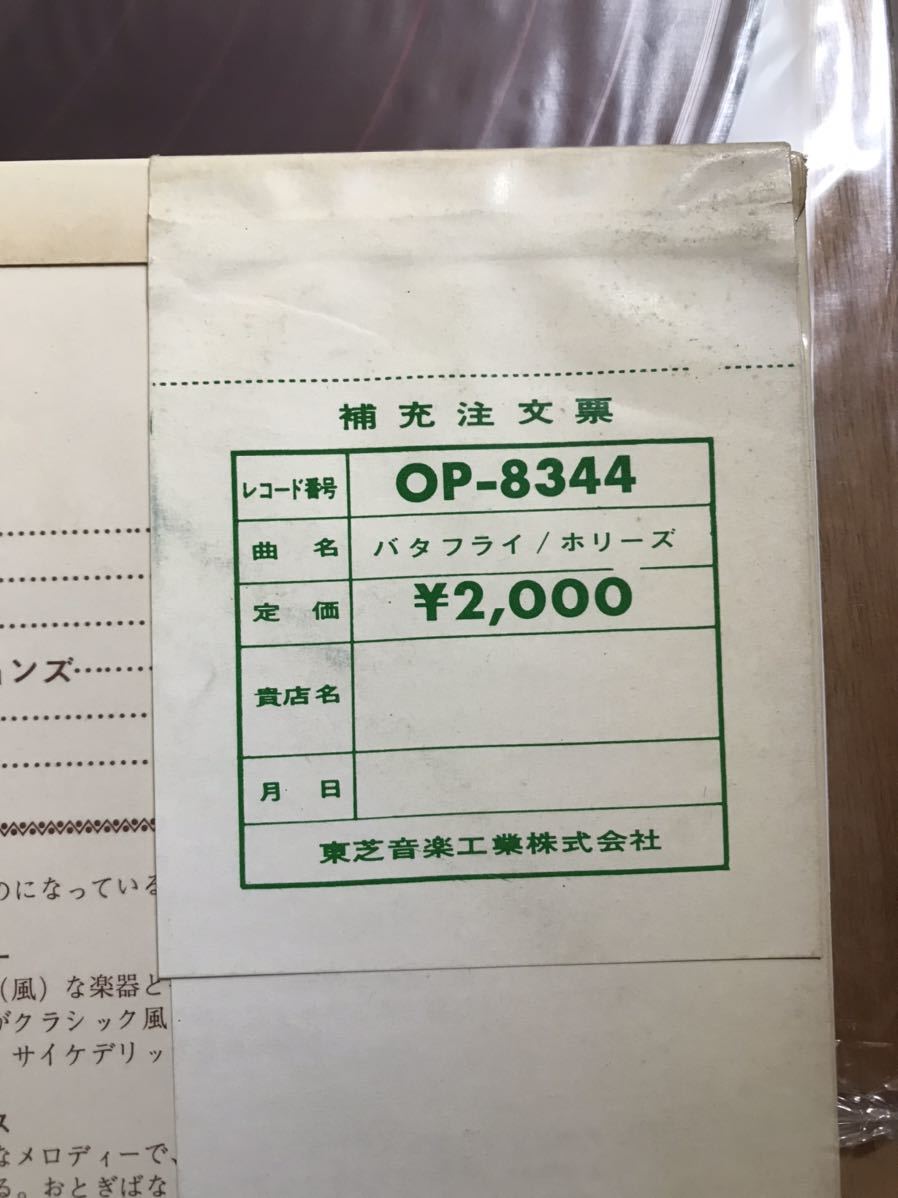 補充注文票
レコード番号 OP-8344
曲名 バタフライ/ホリーズ
定価 ¥2,000
貴店名
月日
東芝音楽工業株式会社
ョンズ
のになっている
ー
(風)な楽器と
がクラシック風
サイケデリッ
ス
なメロディーで、
る。おとぎばな